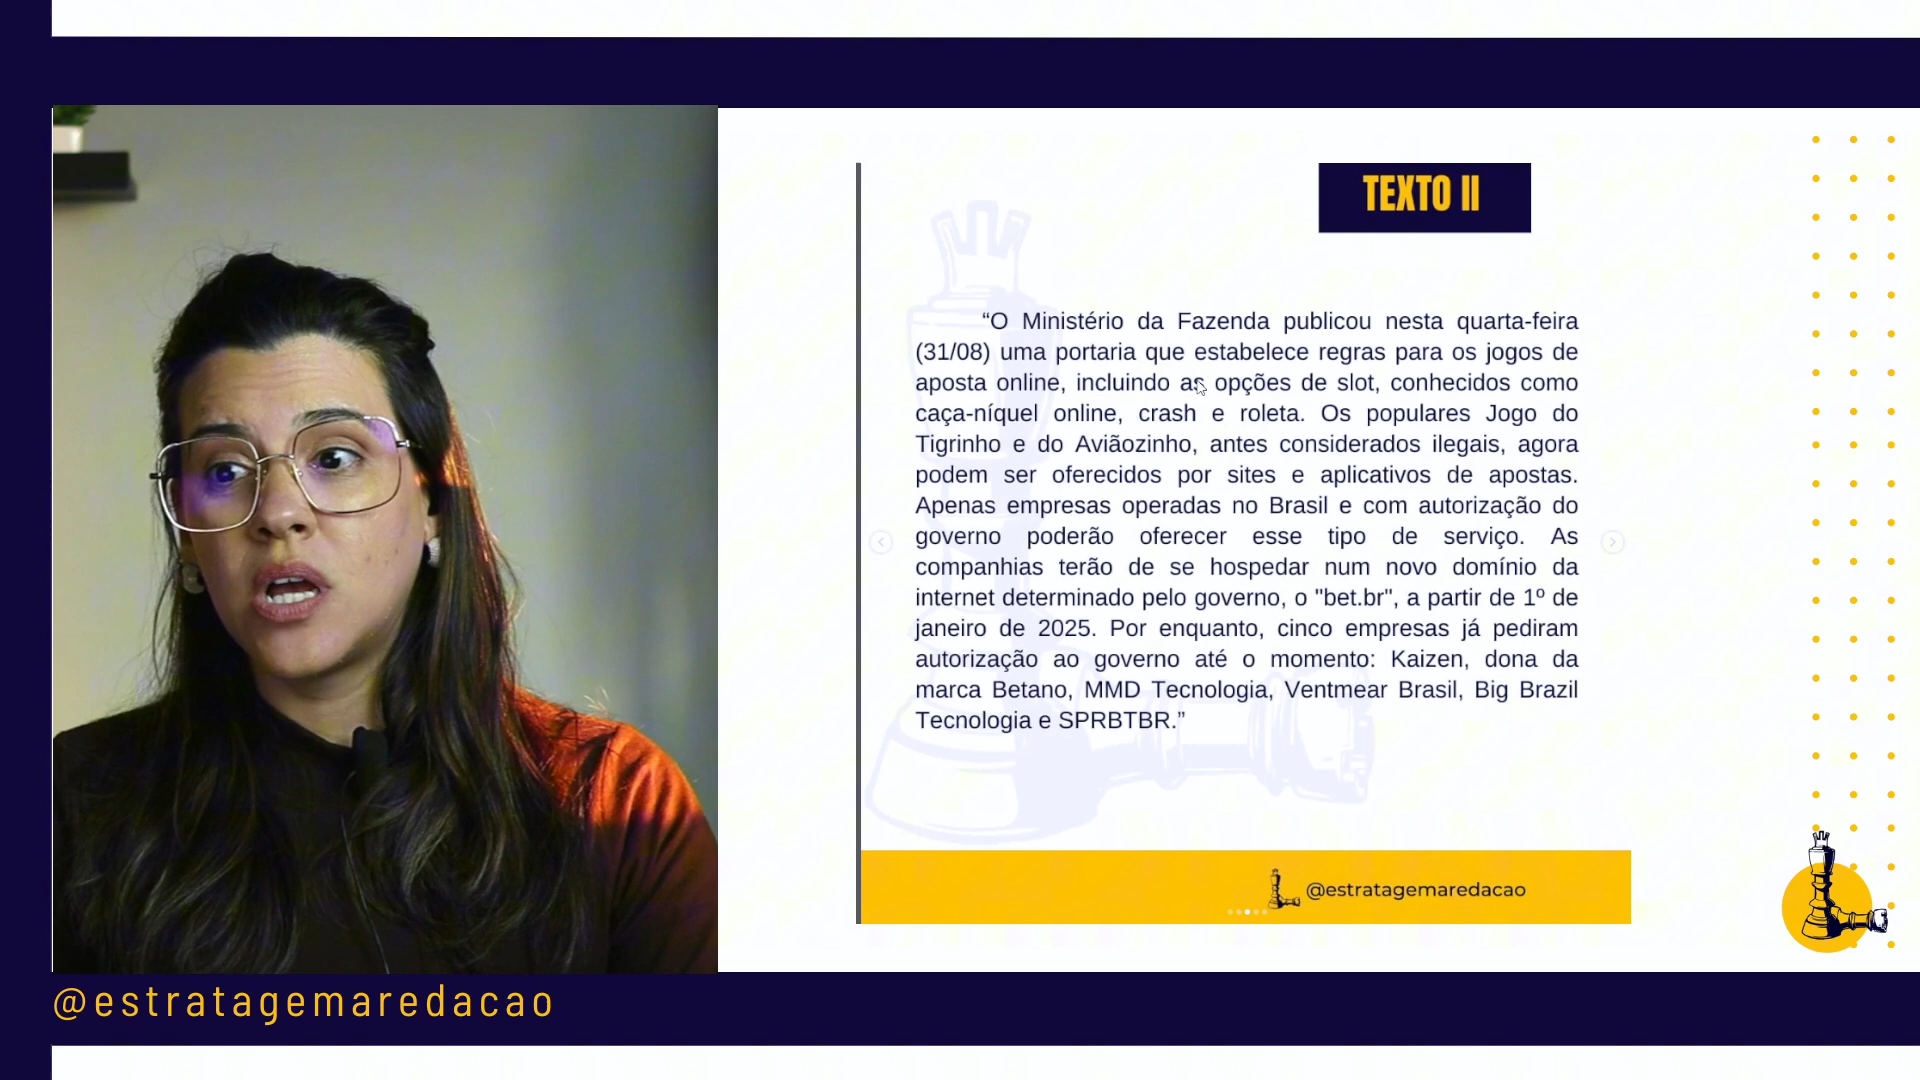 TEXTO II
“O Ministério da Fazenda publicou nesta quarta-feira
(31/08) uma portaria que estabelece regras para os jogos de
aposta online, incluindo as opções de slot, conhecidos como
caça-níquel online, crash e roleta. Os populares Jogo do
Tigrinho e do Aviãozinho, antes considerados ilegais, agora
podem ser oferecidos por sites e aplicativos de apostas.
Apenas empresas operadas no Brasil e com autorização do
governo poderão oferecer esse tipo de serviço. As
companhias terão de se hospedar num novo domínio da
internet determinado pelo governo, o "bet.br", a partir de 1º de
janeiro de 2025. Por enquanto, cinco empresas já pediram
autorização ao governo até o momento: Kaizen, dona da
marca Betano, MMD Tecnologia, Ventmear Brasil, Big Brazil
Tecnologia e SPRBTBR.”
@estratagemaredacao
@estratagemaredacao